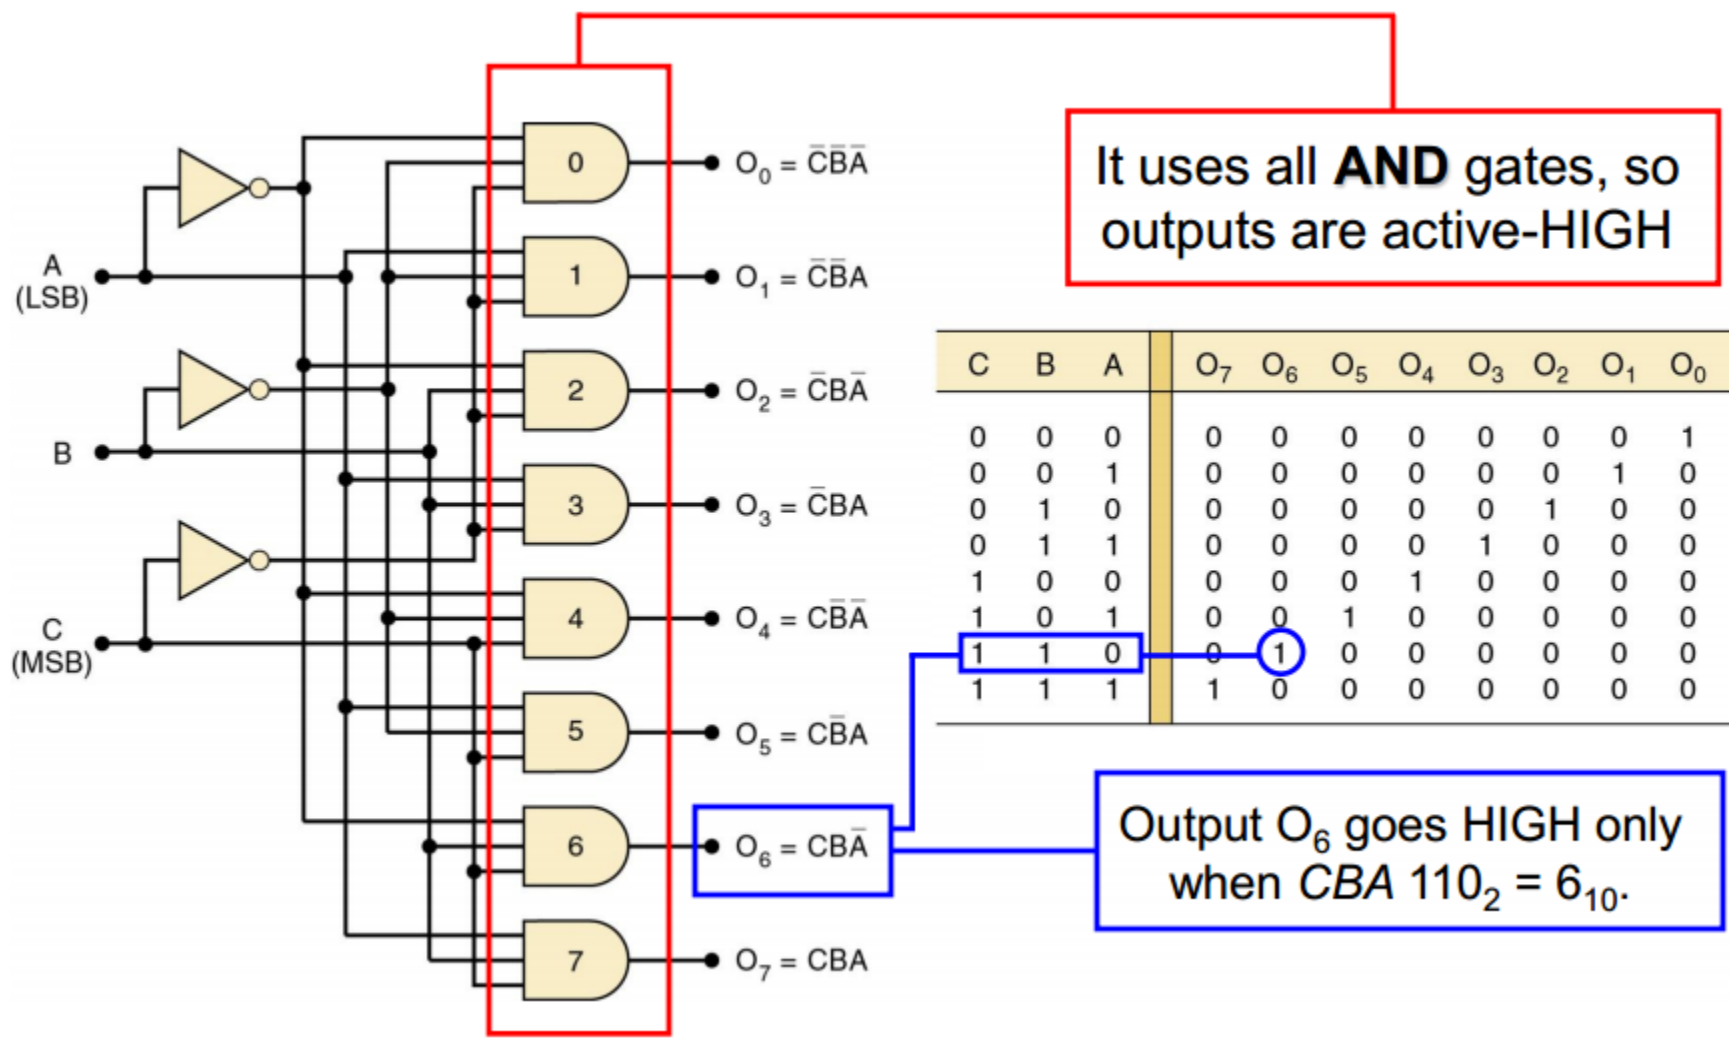 It uses all AND gates, so
outputs are active-HIGH
A
(LSB)
B
C
(MSB)
0
1
2
3
4
5
6
7
O₀ = C̅B̅A̅
O₁ = C̅B̅A
O₂ = C̅BA̅
O₃ = C̅BA
O₄ = CB̅A̅
O₅ = CB̅A
O₆ = CBA̅
O₇ = CBA
C B A O₇ O₆ O₅ O₄ O₃ O₂ O₁ O₀
0 0 0 0 0 0 0 0 0 0 1
0 0 1 0 0 0 0 0 0 1 0
0 1 0 0 0 0 0 0 1 0 0
0 1 1 0 0 0 0 1 0 0 0
1 0 0 0 0 0 1 0 0 0 0
1 0 1 0 0 1 0 0 0 0 0
1 1 0 0 1 0 0 0 0 0 0
1 1 1 1 0 0 0 0 0 0 0
Output O₆ goes HIGH only
when CBA 110₂ = 6₁₀.